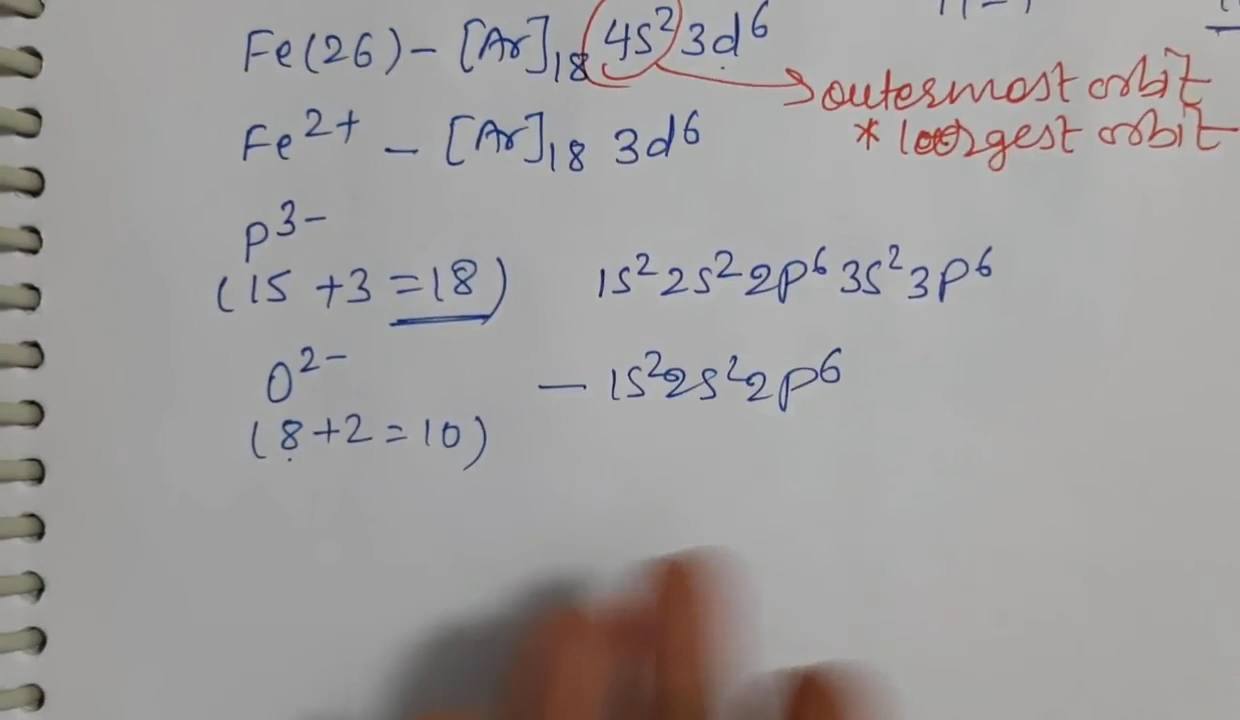 Fe(26) – [Ar]₁₈ 4s² 3d⁶
outermost orbit
* largest orbit
Fe²⁺ – [Ar]₁₈ 3d⁶
p³⁻
(15 +3 =18) 1s² 2s² 2p⁶ 3s² 3p⁶
O²⁻ – 1s² 2s² 2p⁶
(8+2=10)